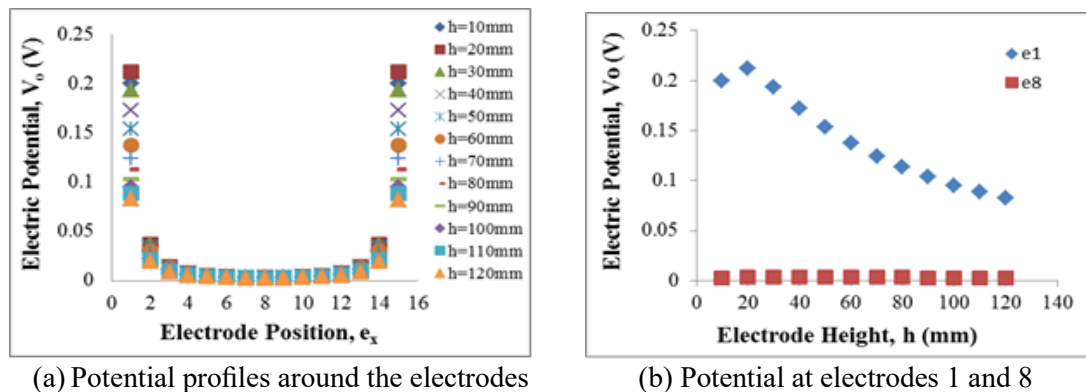 0.25
0.2
0.15
0.1
0.05
0
0 2 4 6 8 10 12 14 16
Electric Potential, Vo (V)
Electrode Position, ex
h=10mm
h=20mm
h=30mm
h=40mm
h=50mm
h=60mm
h=70mm
h=80mm
h=90mm
h=100mm
h=110mm
h=120mm
(a) Potential profiles around the electrodes
0.25
0.2
0.15
0.1
0.05
0
0 20 40 60 80 100 120 140
Electric Potential, Vo (V)
Electrode Height, h (mm)
e1
e8
(b) Potential at electrodes 1 and 8